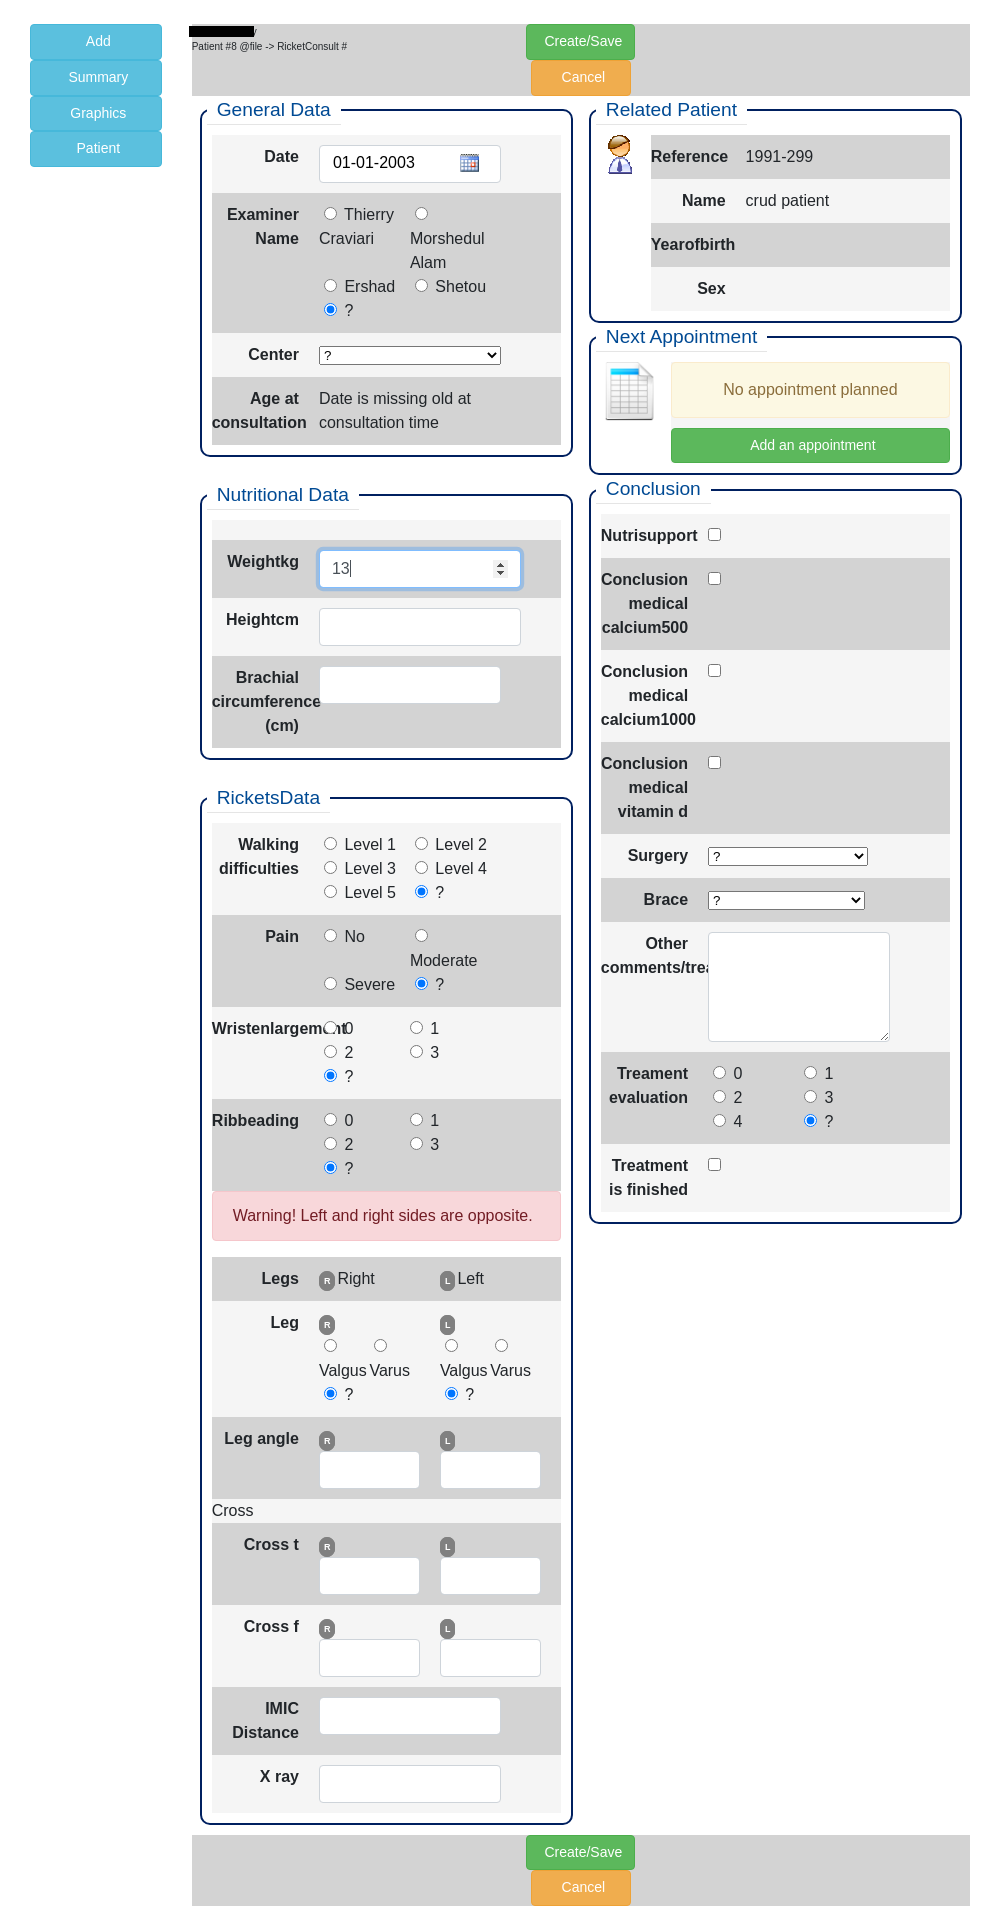 Add
Summary
Graphics
Patient
Patient #8 @file -> RicketConsult #
Create/Save
Cancel
General Data
Date 01-01-2003
Examiner Name
Thierry Craviari
Morshedul Alam
Ershad Shetou
?
Center ?
Age at consultation
Date is missing old at
consultation time
Nutritional Data
Weightkg 13
Heightcm
Brachial
circumference
(cm)
RicketsData
Walking difficulties
Level 1 Level 2
Level 3 Level 4
Level 5 ?
Pain
No Moderate
Severe ?
Wristenlargement
0 1
2 3
?
Ribbeading
0 1
2 3
?
Warning! Left and right sides are opposite.
Legs R Right L Left
Leg R L
Valgus Varus Valgus Varus
? ?
Leg angle R L
Cross
Cross t R L
Cross f R L
IMIC
Distance
X ray
Related Patient
Reference 1991-299
Name crud patient
Yearofbirth
Sex
Next Appointment
No appointment planned
Add an appointment
Conclusion
Nutrisupport
Conclusion
medical
calcium500
Conclusion
medical
calcium1000
Conclusion
medical
vitamin d
Surgery ?
Brace ?
Other
comments/trea
Treament evaluation
0 1
2 3
4 ?
Treatment
is finished
Create/Save
Cancel